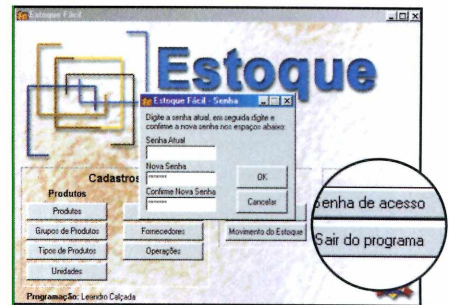 Estoque Fácil
Estoque
Estoque Fácil - Senha
Digite a senha atual, em seguida digite e
confirme a nova senha nos espaços abaixo:
Senha Atual
Nova Senha
*******
Confirme Nova Senha
*******
OK
Cancelar
Cadastros
Produtos
Produtos
Grupos de Produtos
Tipos de Produtos
Unidades
Fornecedores
Operações
Movimento do Estoque
Senha de acesso
Sair do programa
Programação: Leandro Calçada